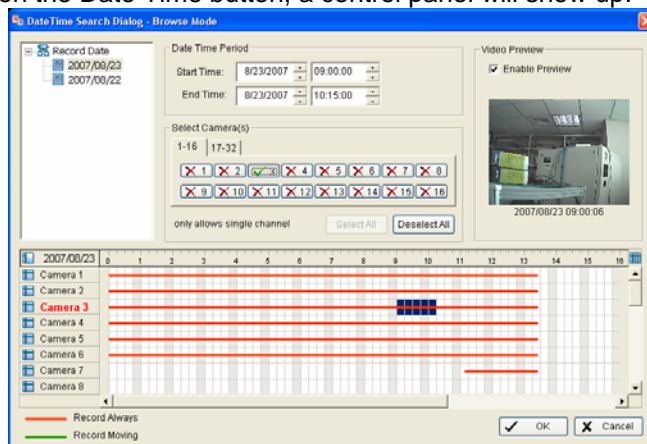 on the Date Time button, a control panel will show up.
DateTime Search Dialog - Browse Mode
Record Date
2007/08/23
2007/08/22
Date Time Period
Start Time: 8/23/2007 09:00:00
End Time: 8/23/2007 10:15:00
Select Camera(s)
1-16 17-32
1 2 3 4 5 6 7 8
9 10 11 12 13 14 15 16
only allows single channel Select All Deselect All
Video Preview
Enable Preview
2007/08/23 09:00:06
2007/08/23 0 1 2 3 4 5 6 7 8 9 10 11 12 13 14 15 16
Camera 1
Camera 2
Camera 3
Camera 4
Camera 5
Camera 6
Camera 7
Camera 8
Record Always
Record Moving
OK Cancel